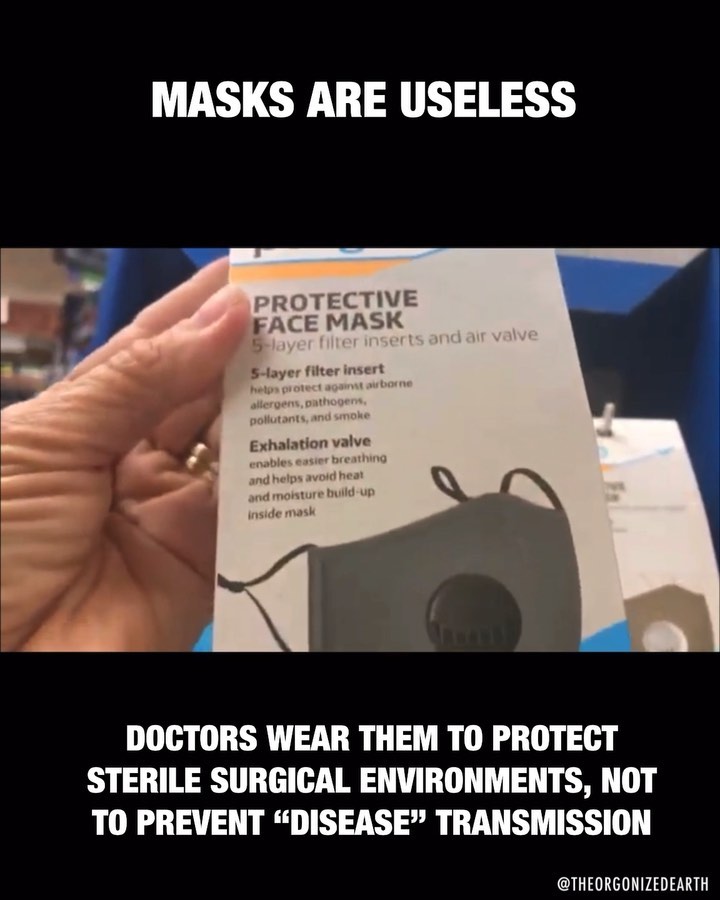 MASKS ARE USELESS
PROTECTIVE
FACE MASK
5-layer filter inserts and air valve
5-layer filter insert
helps protect against airborne
allergens, pathogens,
pollutants, and smoke
Exhalation valve
enables easier breathing
and helps avoid heat
and moisture build-up
inside mask
DOCTORS WEAR THEM TO PROTECT
STERILE SURGICAL ENVIRONMENTS, NOT
TO PREVENT “DISEASE” TRANSMISSION
@THEORGONIZEDEARTH